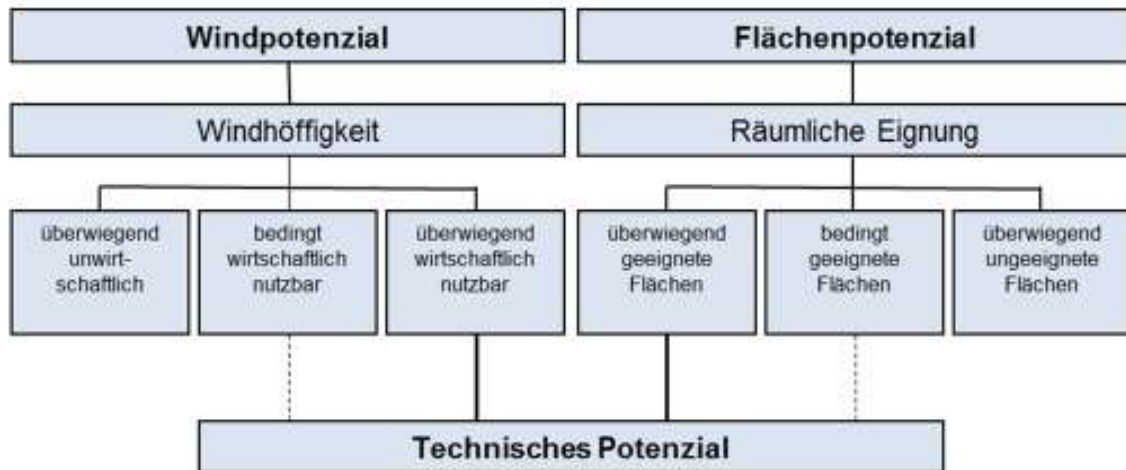 Windpotenzial
Flächenpotenzial
Windhöffigkeit
Räumliche Eignung
überwiegend
unwirt-
schaftlich
bedingt
wirtschaftlich
nutzbar
überwiegend
wirtschaftlich
nutzbar
überwiegend
geeignete
Flächen
bedingt
geeignete
Flächen
überwiegend
ungeeignete
Flächen
Technisches Potenzial